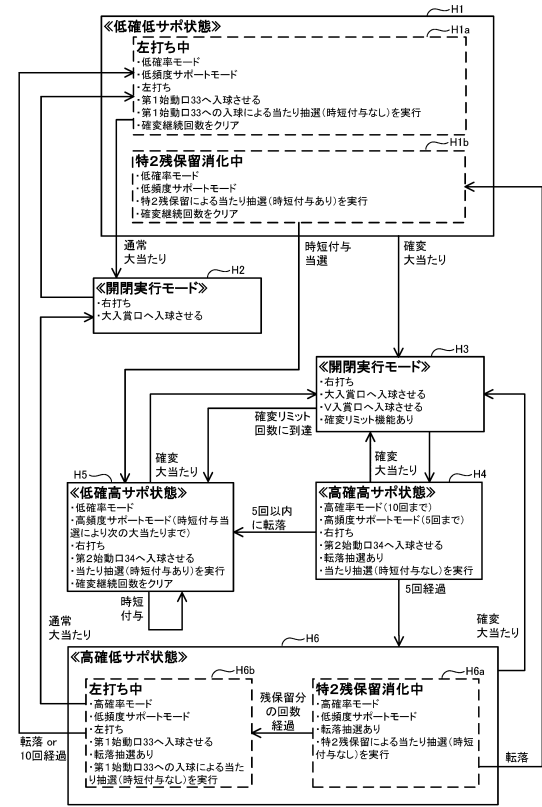 H1
≪低確低サポ状態≫
H1a
左打ち中
・低確率モード
・低頻度サポートモード
・左打ち
・第1始動口33へ入球させる
・第1始動口33への入球による当たり抽選(時短付与なし)を実行
・確変継続回数をクリア
H1b
特2残保留消化中
・低確率モード
・低頻度サポートモード
・特2残保留による当たり抽選(時短付与あり)を実行
・確変継続回数をクリア
通常
大当たり
時短付与
当選
確変
大当たり
H2
≪開閉実行モード≫
・右打ち
・大入賞口へ入球させる
H3
≪開閉実行モード≫
・右打ち
・大入賞口へ入球させる
・V入賞口へ入球させる
・確変リミット機能あり
確変リミット
回数に到達
確変
大当たり
確変
大当たり
H5
≪低確高サポ状態≫
・低確率モード
・高頻度サポートモード(時短付与当
選により次の大当たりまで)
・右打ち
・第2始動口34へ入球させる
・当たり抽選(時短付与あり)を実行
・確変継続回数をクリア
5回以内
に転落
H4
≪高確高サポ状態≫
・高確率モード(10回まで)
・高頻度サポートモード(5回まで)
・右打ち
・第2始動口34へ入球させる
・転落抽選あり
・当たり抽選(時短付与なし)を実行
時短
付与
5回経過
通常
大当たり
確変
大当たり
H6
≪高確低サポ状態≫
H6b
左打ち中
・高確率モード
・低頻度サポートモード
・左打ち
・第1始動口33へ入球させる
・転落抽選あり
・第1始動口33への入球による当た
り抽選(時短付与なし)を実行
残保留分
の回数
経過
H6a
特2残保留消化中
・高確率モード
・低頻度サポートモード
・転落抽選あり
・特2残保留による当たり抽選(時短
付与なし)を実行
転落 or
10回経過
転落